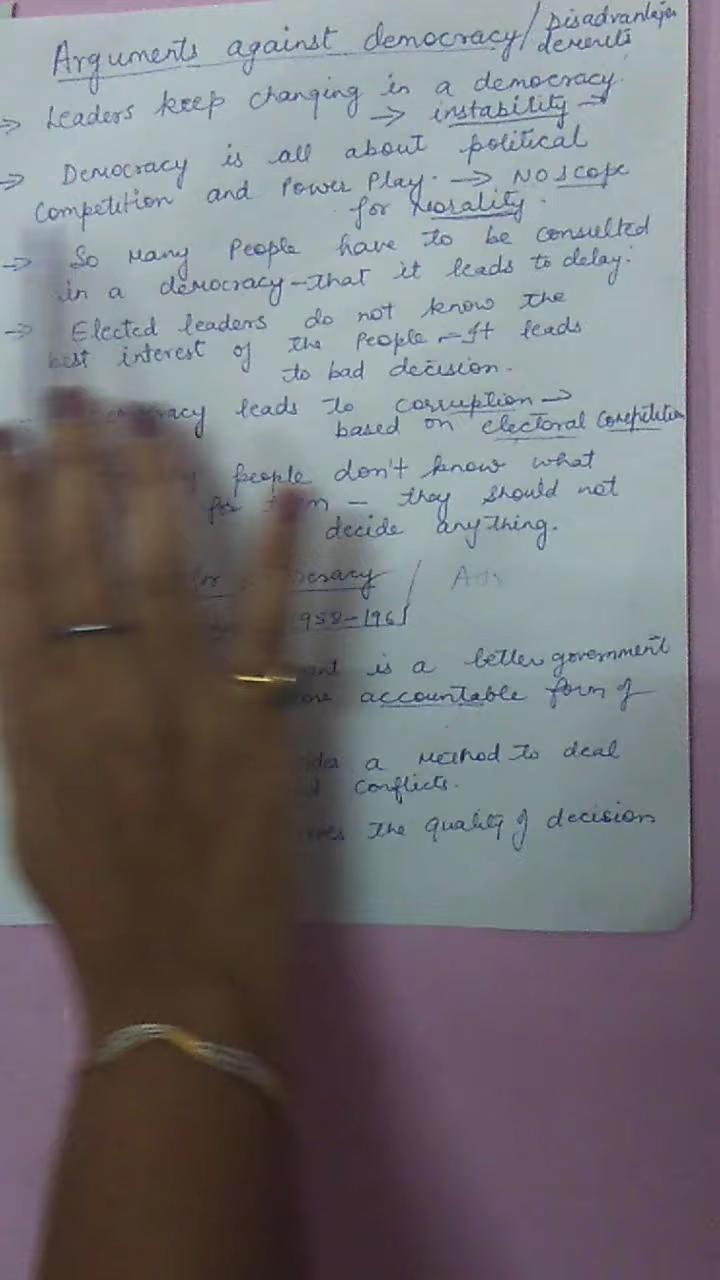 Arguments against democracy / Disadvantages
demerits
→ Leaders keep changing in a democracy.
→ instability →
→ Democracy is all about political
Competition and Power Play. → NO scope
for Morality.
→ So Many People have to be consulted
in a democracy - that it leads to delay.
→ Elected leaders do not know the
best interest of the People - It leads
to bad decision.
leads to corruption →
based on electoral Competition
people don't know what
for - they should not
decide anything.
/
1958-1961
is a better government
accountable form of
a Method to deal
conflicts.
the quality of decision